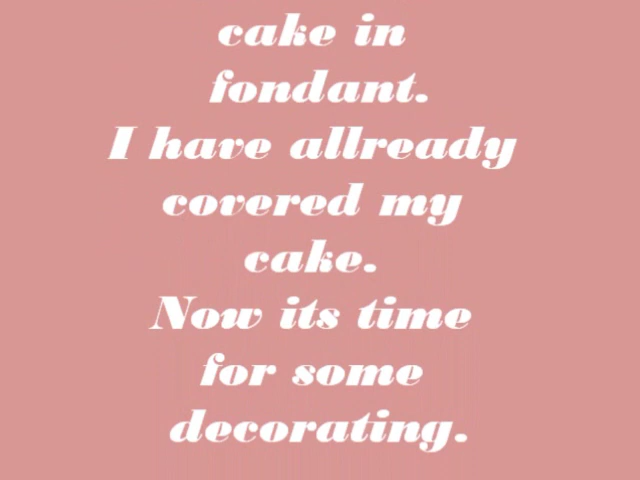 cake in
fondant.
I have allready
covered my
cake.
Now its time
for some
decorating.